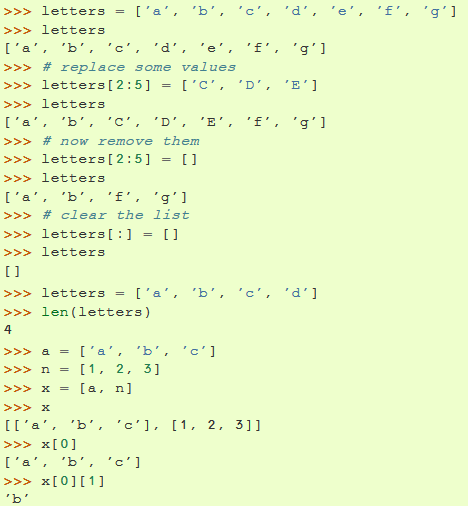 >>> letters = ['a', 'b', 'c', 'd', 'e', 'f', 'g']
>>> letters
['a', 'b', 'c', 'd', 'e', 'f', 'g']
>>> # replace some values
>>> letters[2:5] = ['C', 'D', 'E']
>>> letters
['a', 'b', 'C', 'D', 'E', 'f', 'g']
>>> # now remove them
>>> letters[2:5] = []
>>> letters
['a', 'b', 'f', 'g']
>>> # clear the list
>>> letters[:] = []
>>> letters
[]
>>> letters = ['a', 'b', 'c', 'd']
>>> len(letters)
4
>>> a = ['a', 'b', 'c']
>>> n = [1, 2, 3]
>>> x = [a, n]
>>> x
[['a', 'b', 'c'], [1, 2, 3]]
>>> x[0]
['a', 'b', 'c']
>>> x[0][1]
'b'